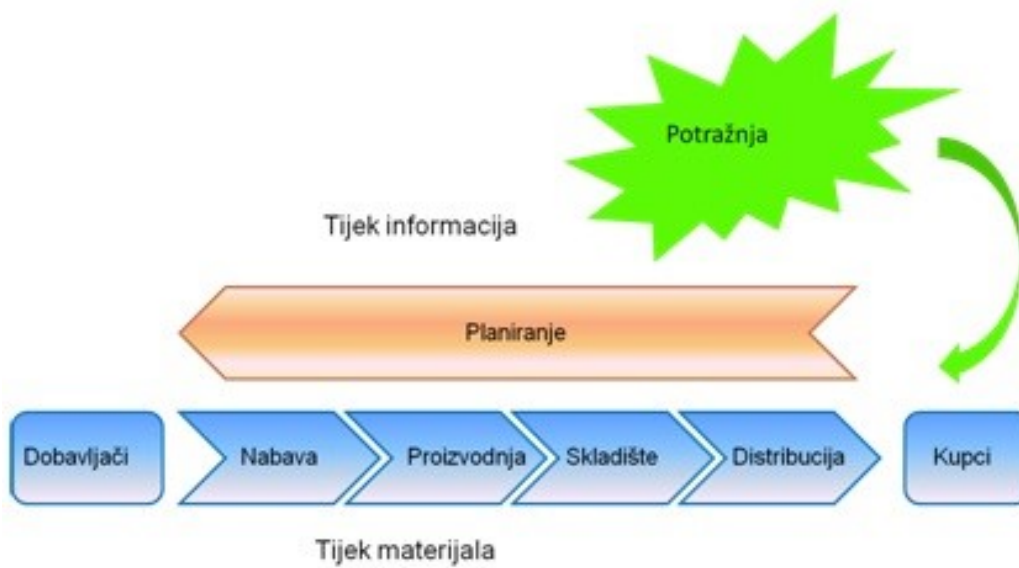 Potražnja
Tijek informacija
Planiranje
Dobavljači
Nabava
Proizvodnja
Skladište
Distribucija
Kupci
Tijek materijala